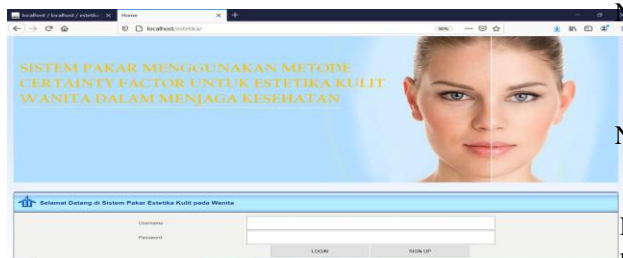 localhost / localhost / estetika
Home
localhost/estetika/
90%
SISTEM PAKAR MENGGUNAKAN METODE
CERTAINTY FACTOR UNTUK ESTETIKA KULIT
WANITA DALAM MENJAGA KESEHATAN
Selamat Datang di Sistem Pakar Estetika Kulit pada Wanita
Username
Password
LOGIN SIGN UP